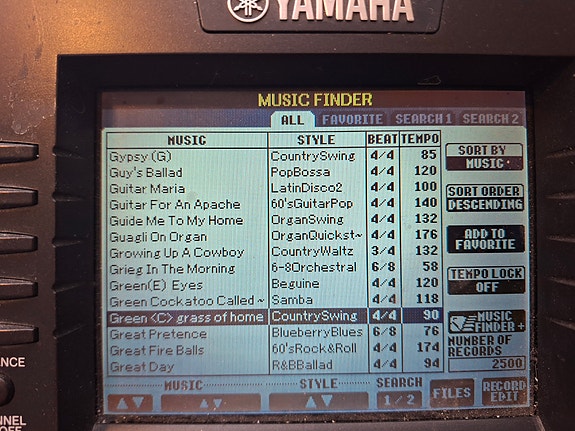 YAMAHA
MUSIC FINDER
ALL FAVORITE SEARCH 1 SEARCH 2
MUSIC STYLE BEAT TEMPO
Gypsy (G) CountrySwing 4/4 85
Guy's Ballad PopBossa 4/4 120
Guitar Maria LatinDisco2 4/4 100
Guitar For An Apache 60'sGuitarPop 4/4 140
Guide Me To My Home OrganSwing 4/4 132
Guagli On Organ OrganQuickst~ 4/4 176
Growing Up A Cowboy CountryWaltz 3/4 132
Grieg In The Morning 6-8Orchestral 6/8 58
Green(E) Eyes Beguine 4/4 120
Green Cockatoo Called ~ Samba 4/4 118
Green <C> grass of home CountrySwing 4/4 90
Great Pretence BlueberryBlues 6/8 76
Great Fire Balls 60'sRock&Roll 4/4 174
Great Day R&BBallad 4/4 94
SORT BY
MUSIC
SORT ORDER
DESCENDING
ADD TO
FAVORITE
TEMPO LOCK
OFF
MUSIC
FINDER +
NUMBER OF
RECORDS
2500
MUSIC STYLE SEARCH
1/2
FILES
RECORD
EDIT
ANCE
NNEL
OFF